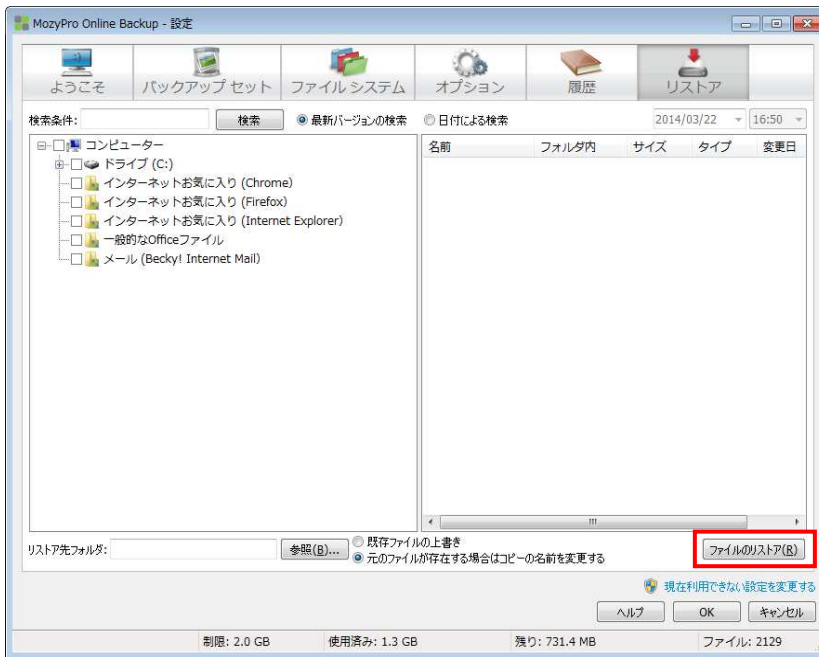 MozyPro Online Backup - 設定
ようこそ バックアップ セット ファイル システム オプション 履歴 リストア
検索条件: 検索 最新バージョンの検索 日付による検索 2014/03/22 16:50
コンピューター
ドライブ (C:)
インターネットお気に入り (Chrome)
インターネットお気に入り (Firefox)
インターネットお気に入り (Internet Explorer)
一般的なOfficeファイル
メール (Becky! Internet Mail)
名前 フォルダ内 サイズ タイプ 変更日
リストア先フォルダ: 参照(B)... 既存ファイルの上書き
元のファイルが存在する場合はコピーの名前を変更する
ファイルのリストア(R)
現在利用できない設定を変更する
ヘルプ OK キャンセル
制限: 2.0 GB 使用済み: 1.3 GB 残り: 731.4 MB ファイル: 2129